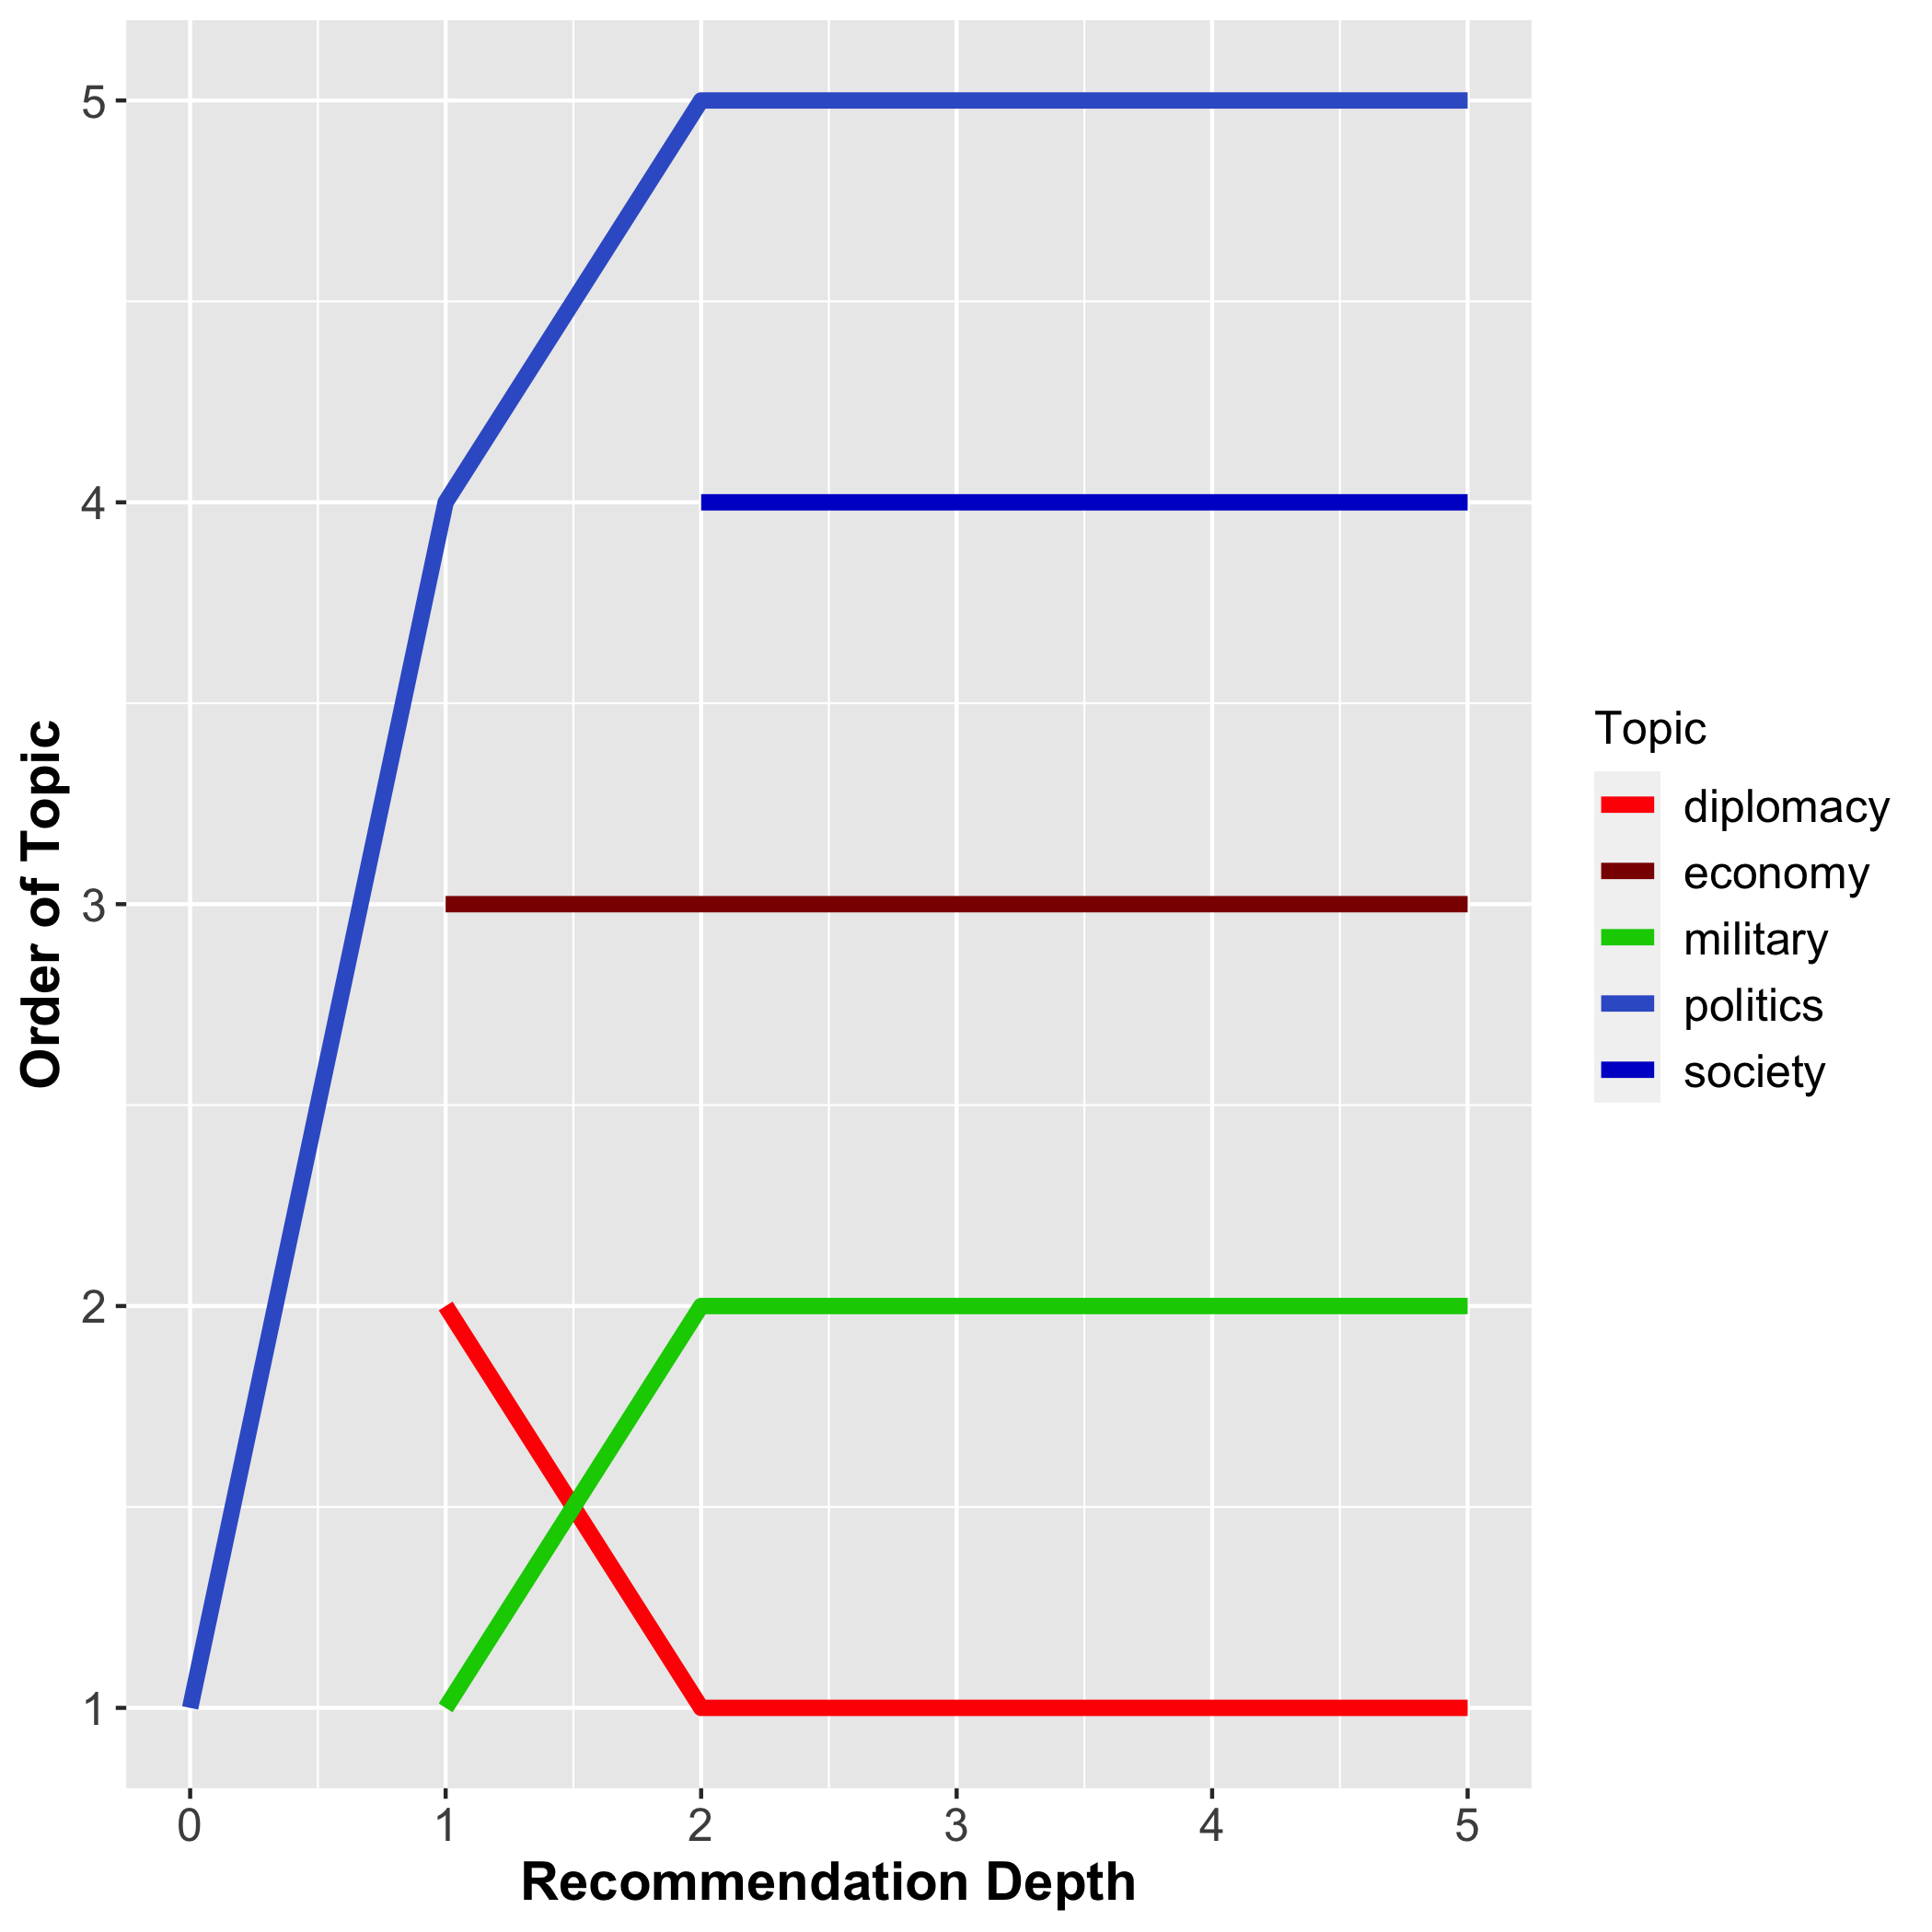 5
4
3
2
1
Order of Topic
0 1 2 3 4 5
Recommendation Depth
Topic
diplomacy
economy
military
politics
society